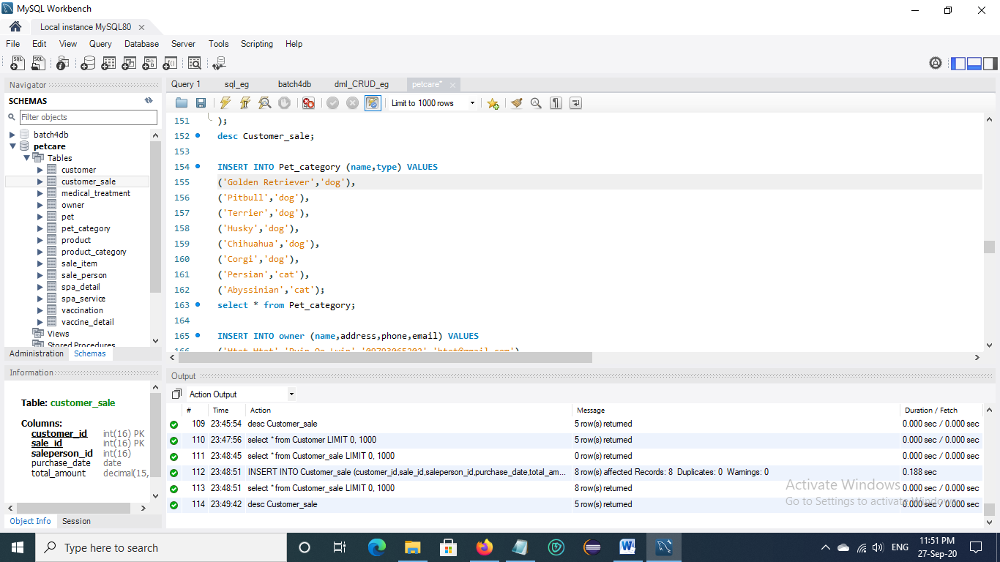 MySQL Workbench
Local instance MySQL80
File Edit View Query Database Server Tools Scripting Help
Navigator
SCHEMAS
Filter objects
batch4db
petcare
Tables
customer
customer_sale
medical_treatment
owner
pet
pet_category
product
product_category
sale_item
sale_person
spa_detail
spa_service
vaccination
vaccine_detail
Views
Stored Procedures
Administration Schemas
Information
Table: customer_sale
Columns:
customer_id int(16) PK
sale_id int(16) PK
saleperson_id int(16)
purchase_date date
total_amount decimal(15,
Object Info Session
Query 1 sql_eg batch4db dml_CRUD_eg petcare*
Limit to 1000 rows
151 );
152 desc Customer_sale;
153
154 INSERT INTO Pet_category (name,type) VALUES
155 ('Golden Retriever','dog'),
156 ('Pitbull','dog'),
157 ('Terrier','dog'),
158 ('Husky','dog'),
159 ('Chihuahua','dog'),
160 ('Corgi','dog'),
161 ('Persian','cat'),
162 ('Abyssinian','cat');
163 select * from Pet_category;
164
165 INSERT INTO owner (name,address,phone,email) VALUES
166 ('Htet Htet','Pyin Oo Lwin','09793065202','htet@gmail.com')
Output
Action Output
# Time Action Message Duration / Fetch
109 23:45:54 desc Customer_sale 5 row(s) returned 0.000 sec / 0.000 sec
110 23:47:56 select * from Customer LIMIT 0, 1000 5 row(s) returned 0.000 sec / 0.000 sec
111 23:48:45 select * from Customer_sale LIMIT 0, 1000 0 row(s) returned 0.000 sec / 0.000 sec
112 23:48:51 INSERT INTO Customer_sale (customer_id,sale_id,saleperson_id,purchase_date,total_am... 8 row(s) affected Records: 8 Duplicates: 0 Warnings: 0 0.188 sec
113 23:48:51 select * from Customer_sale LIMIT 0, 1000 8 row(s) returned 0.000 sec / 0.000 sec
114 23:49:42 desc Customer_sale 5 row(s) returned 0.000 sec / 0.000 sec
Activate Windows
Go to Settings to activate Windows.
Type here to search
ENG
11:51 PM
27-Sep-20